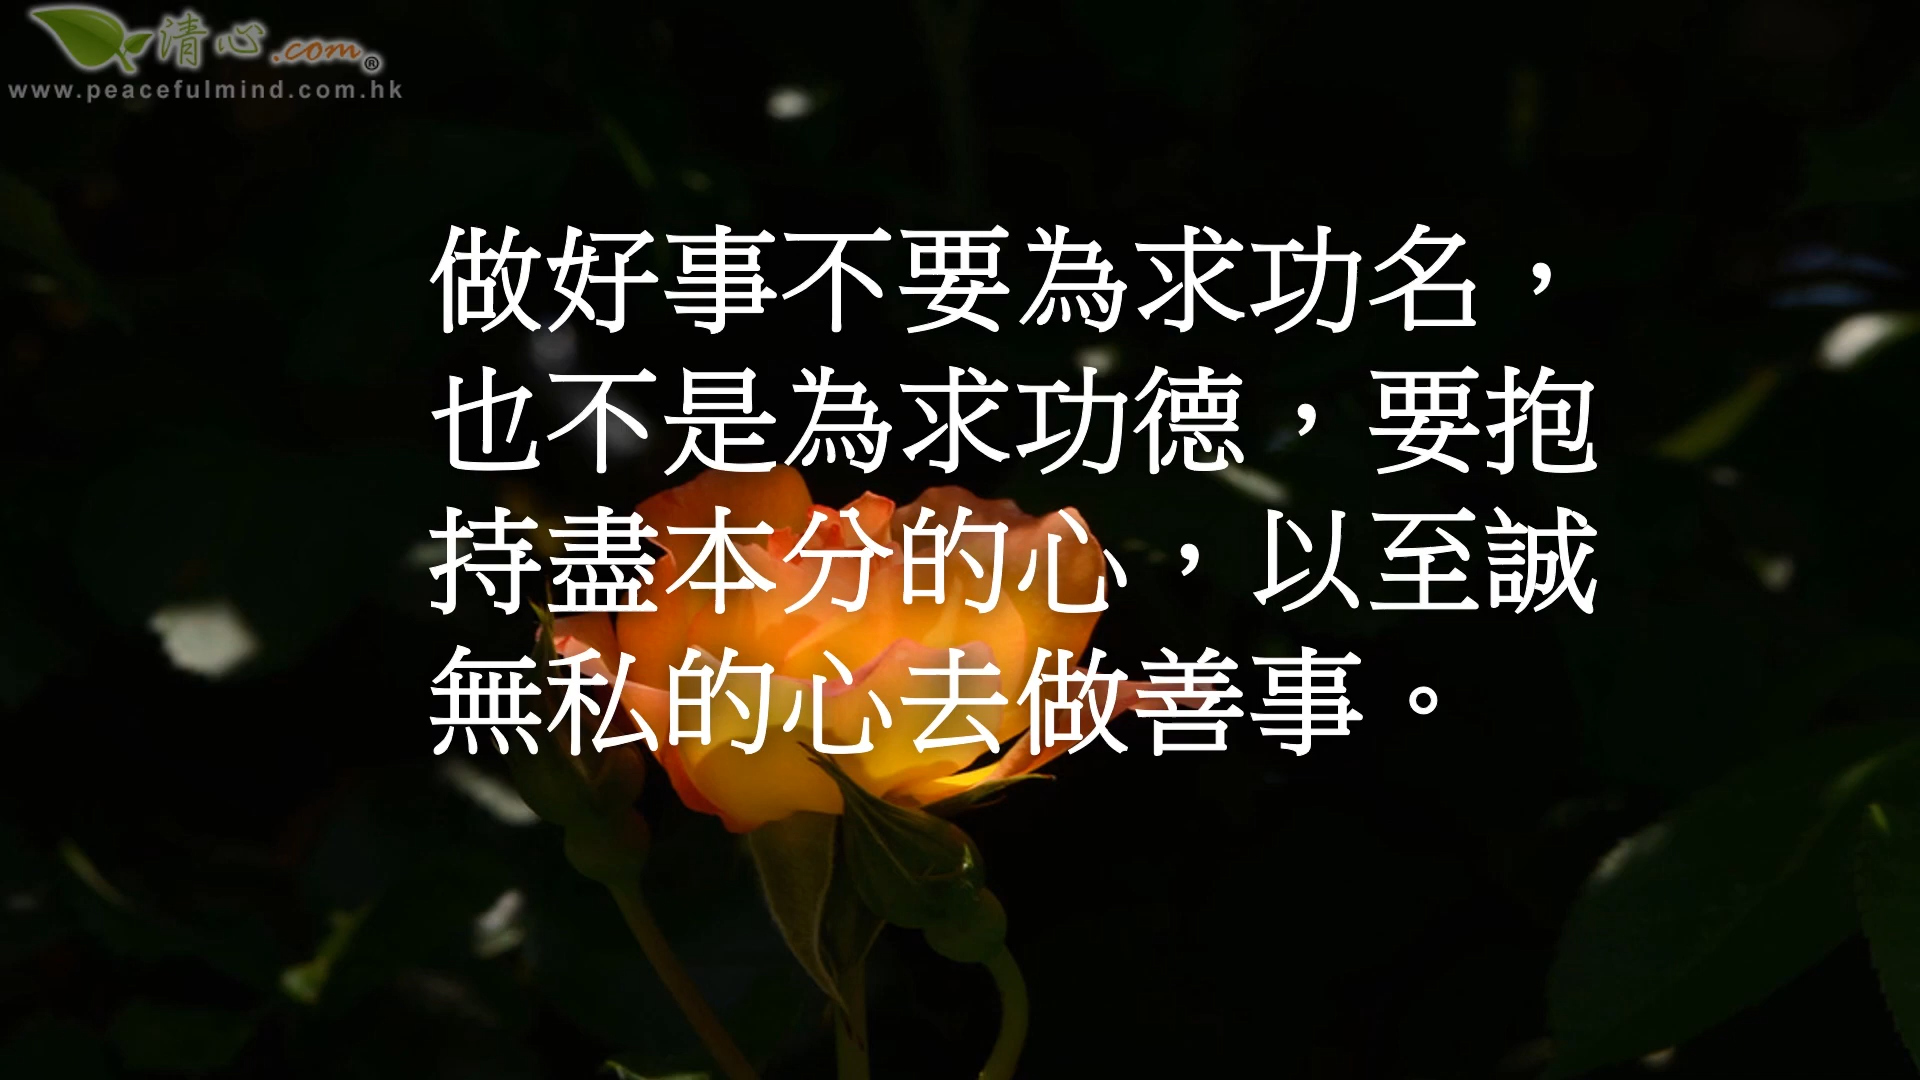 清心.com®
www.peacefulmind.com.hk
做好事不要為求功名，
也不是為求功德，要抱
持盡本分的心，以至誠
無私的心去做善事。